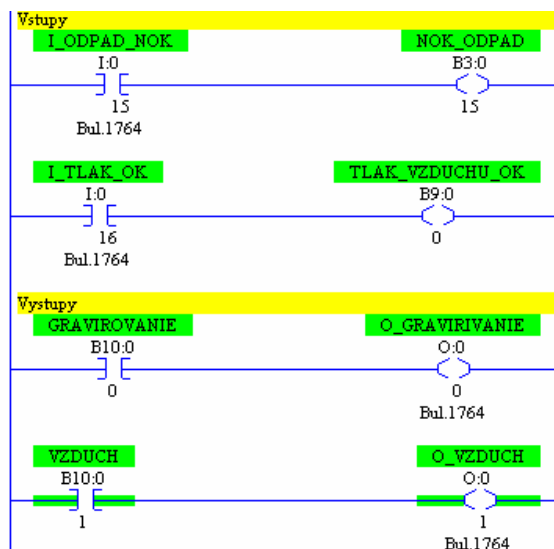 Vstupy
I_ODPAD_NOK NOK_ODPAD
I:0 B3:0
15 15
Bul.1764
I_TLAK_OK TLAK_VZDUCHU_OK
I:0 B9:0
16 0
Bul.1764
Vystupy
GRAVIROVANIE O_GRAVIRIVANIE
B10:0 O:0
0 0
Bul.1764
VZDUCH O_VZDUCH
B10:0 O:0
1 1
Bul.1764